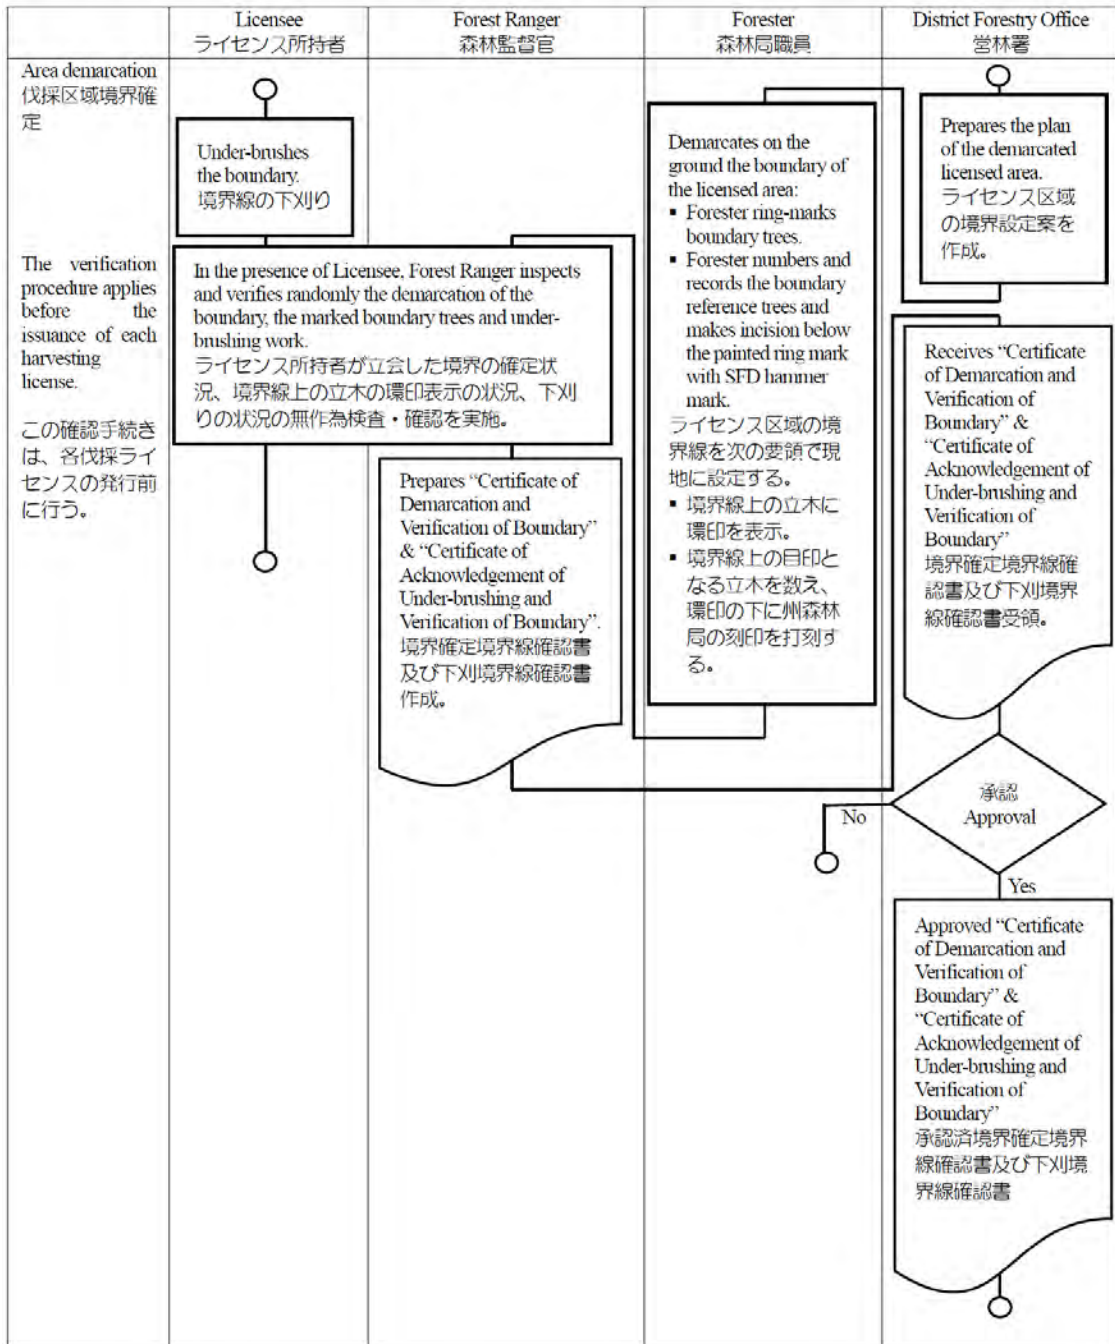 Licensee
ライセンス所持者
Forest Ranger
森林監督官
Forester
森林局職員
District Forestry Office
営林署
Area demarcation
伐採区域境界確
定
The verification
procedure applies
before the
issuance of each
harvesting
license.
この確認手続き
は、各伐採ライ
センスの発行前
に行う。
Under-brushes
the boundary.
境界線の下刈り
In the presence of Licensee, Forest Ranger inspects
and verifies randomly the demarcation of the
boundary, the marked boundary trees and under-
brushing work.
ライセンス所持者が立会した境界の確定状
況、境界線上の立木の環印表示の状況、下刈
りの状況の無作為検査・確認を実施。
Prepares “Certificate of
Demarcation and
Verification of Boundary”
& “Certificate of
Acknowledgement of
Under-brushing and
Verification of Boundary”.
境界確定境界線確認書
及び下刈境界線確認書
作成。
Demarcates on the
ground the boundary of
the licensed area:
▪ Forester ring-marks
boundary trees.
▪ Forester numbers and
records the boundary
reference trees and
makes incision below
the painted ring mark
with SFD hammer
mark.
ライセンス区域の境
界線を次の要領で現
地に設定する。
▪ 境界線上の立木に
環印を表示。
▪ 境界線上の目印と
なる立木を数え、
環印の下に州森林
局の刻印を打刻す
る。
Prepares the plan
of the demarcated
licensed area.
ライセンス区域
の境界設定案を
作成。
Receives “Certificate
of Demarcation and
Verification of
Boundary” &
“Certificate of
Acknowledgement of
Under-brushing and
Verification of
Boundary”
境界確定境界線確
認書及び下刈境界
線確認書受領。
承認
Approval
No
Yes
Approved “Certificate
of Demarcation and
Verification of
Boundary” &
“Certificate of
Acknowledgement of
Under-brushing and
Verification of
Boundary”
承認済境界確定境界
線確認書及び下刈境
界線確認書